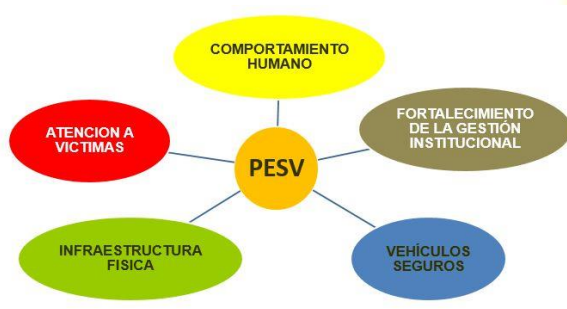 COMPORTAMIENTO
HUMANO
FORTALECIMIENTO
DE LA GESTIÓN
INSTITUCIONAL
ATENCION A
VICTIMAS
PESV
INFRAESTRUCTURA
FISICA
VEHÍCULOS
SEGUROS